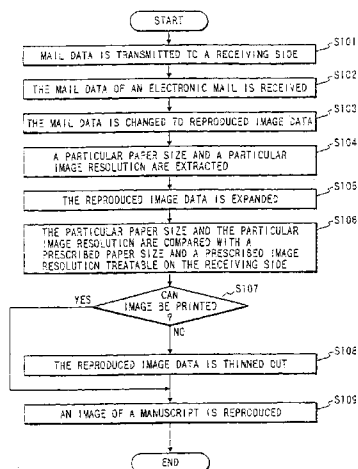 START
S101
MAIL DATA IS TRANSMITTED TO A RECEIVING SIDE
S102
THE MAIL DATA OF AN ELECTRONIC MAIL IS RECEIVED
S103
THE MAIL DATA IS CHANGED TO REPRODUCED IMAGE DATA
S104
A PARTICULAR PAPER SIZE AND A PARTICULAR
IMAGE RESOLUTION ARE EXTRACTED
S105
THE REPRODUCED IMAGE DATA IS EXPANDED
S106
THE PARTICULAR PAPER SIZE AND THE PARTICULAR
IMAGE RESOLUTION ARE COMPARED WITH A
PRESCRIBED PAPER SIZE AND A PRESCRIBED IMAGE
RESOLUTION TREATABLE ON THE RECEIVING SIDE
S107
YES
CAN
IMAGE BE PRINTED
?
NO
S108
THE REPRODUCED IMAGE DATA IS THINNED OUT
S109
AN IMAGE OF A MANUSCRIPT IS REPRODUCED
END